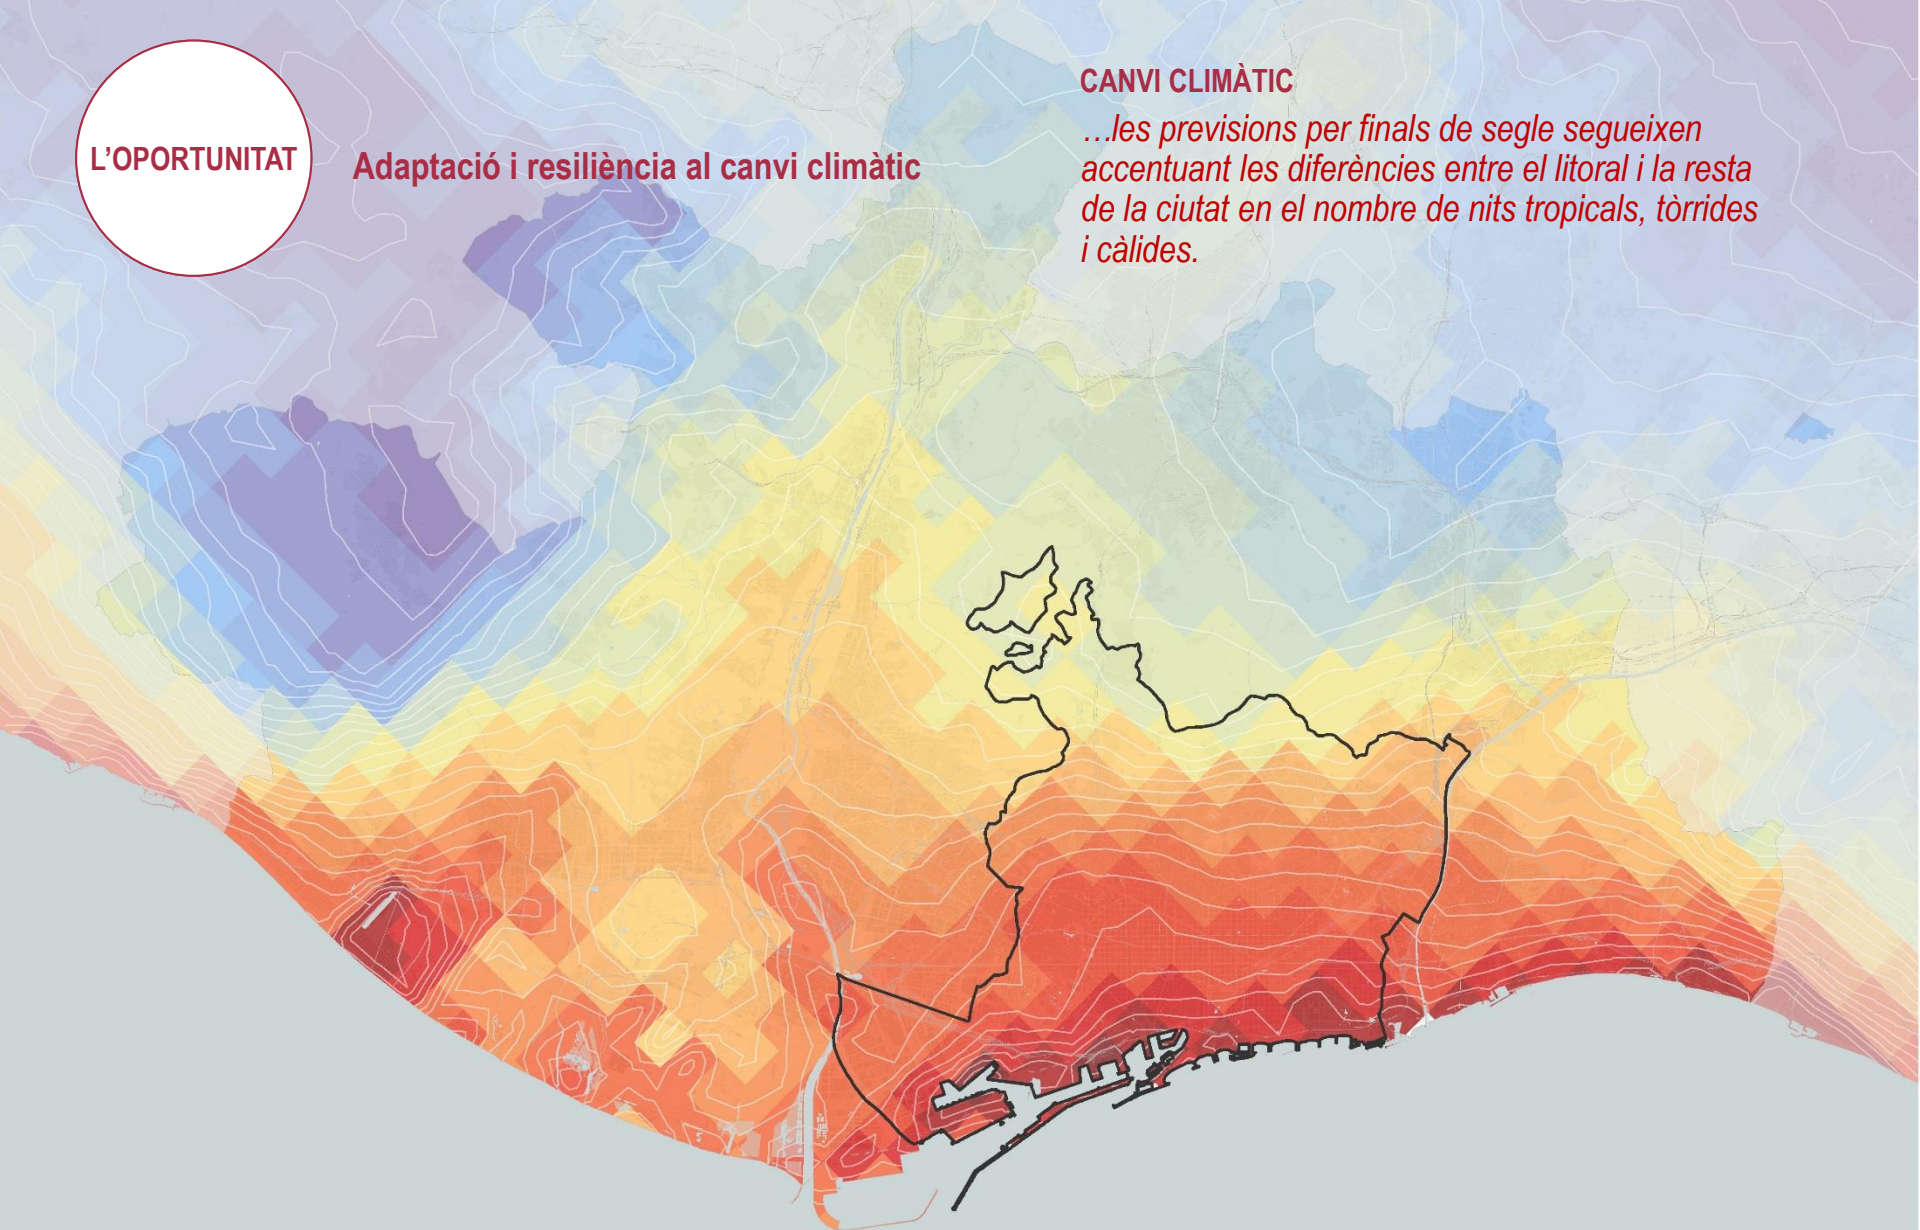 L'OPORTUNITAT
Adaptació i resiliència al canvi climàtic
CANVI CLIMÀTIC
…les previsions per finals de segle segueixen
accentuant les diferències entre el litoral i la resta
de la ciutat en el nombre de nits tropicals, tòrrides
i càlides.